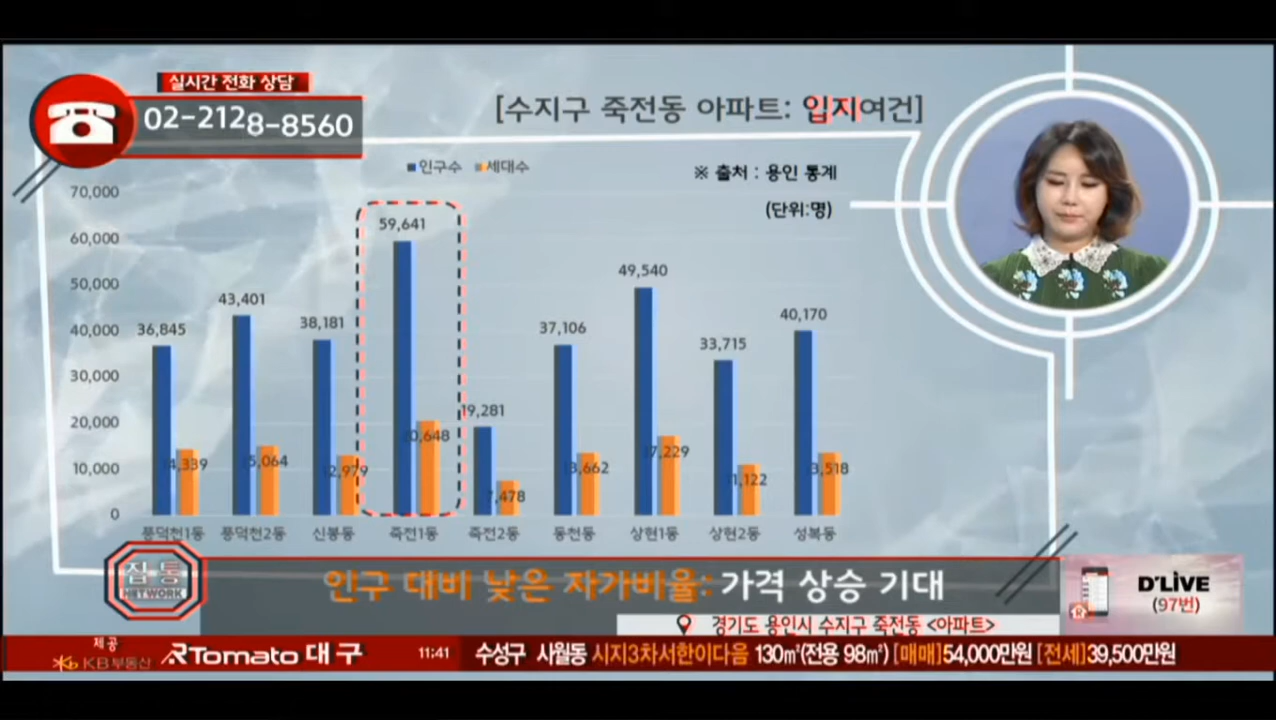 실시간 전화 상담
02-2128-8560
[수지구 죽전동 아파트: 입지여건]
인구수 세대수
※ 출처 : 용인 통계
(단위:명)
70,000
60,000
50,000
40,000
30,000
20,000
10,000
0
36,845
43,401
38,181
59,641
19,281
37,106
49,540
33,715
40,170
14,339
15,064
12,979
20,648
7,478
13,662
17,229
11,122
13,518
풍덕천1동 풍덕천2동 신봉동 죽전1동 죽전2동 동천동 상현1동 상현2동 성복동
집통
NETWORK
인구 대비 낮은 자가비율: 가격 상승 기대
경기도 용인시 수지구 죽전동 <아파트>
D'LIVE
(97번)
제공
KB부동산
RTomato 대구
11:41
수성구 사월동 시지3차서한이다음 130㎡(전용 98㎡) [매매]54,000만원 [전세]39,500만원